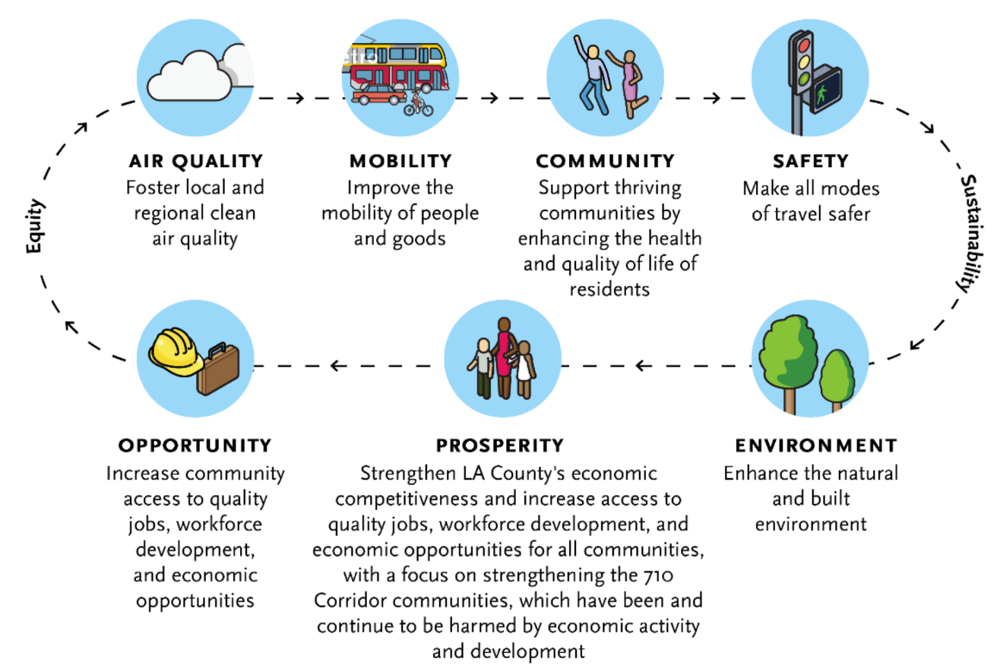 etro
AIR QUALITY
Foster local and
regional clean
air quality
MOBILITY
Improve the
mobility of people
and goods
COMMUNITY
Support thriving
communities by
enhancing the health
and quality of life of
residents
SAFETY
Make all modes
of travel safer
Equity
Sustainability
OPPORTUNITY
Increase community
access to quality
jobs, workforce
development,
and economic
opportunities
PROSPERITY
Strengthen LA County's economic
competitiveness and increase access to
quality jobs, workforce development, and
economic opportunities for all communities,
with a focus on strengthening the 710
Corridor communities, which have been and
continue to be harmed by economic activity
and development
ENVIRONMENT
Enhance the natural
and built
environment